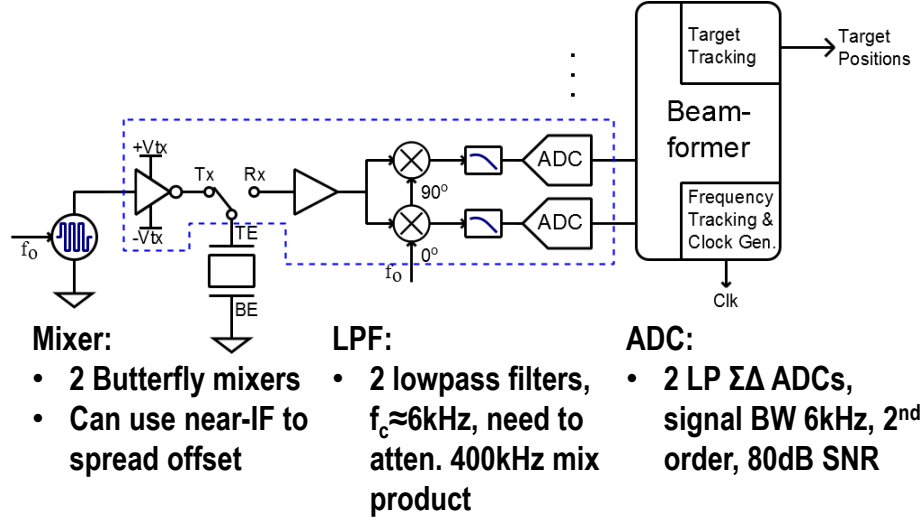 Target
Tracking
Target
Positions
Beam-
former
+Vtx
Tx
Rx
ADC
90°
-Vtx
fo
TE
ADC
Frequency
Tracking &
Clock Gen.
0°
fo
BE
Clk
Mixer:
• 2 Butterfly mixers
• Can use near-IF to
spread offset
LPF:
• 2 lowpass filters,
fc≈6kHz, need to
atten. 400kHz mix
product
ADC:
• 2 LP ΣΔ ADCs,
signal BW 6kHz, 2nd
order, 80dB SNR